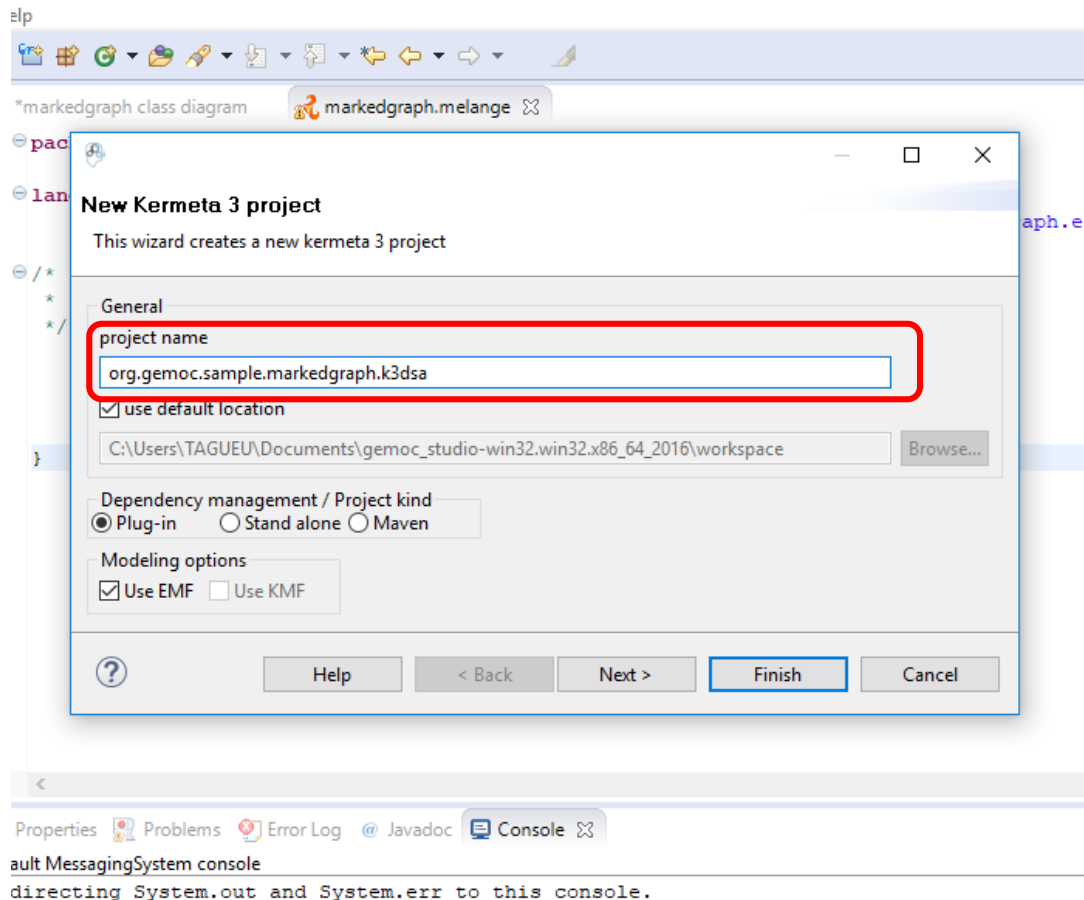 elp
*markedgraph class diagram
markedgraph.melange
pac
lan
aph.e
/*
*
*/
}
New Kermeta 3 project
This wizard creates a new kermeta 3 project
General
project name
org.gemoc.sample.markedgraph.k3dsa
use default location
C:\Users\TAGUEU\Documents\gemoc_studio-win32.win32.x86_64_2016\workspace Browse...
Dependency management / Project kind
Plug-in Stand alone Maven
Modeling options
Use EMF Use KMF
? Help < Back Next > Finish Cancel
Properties Problems Error Log @ Javadoc Console
ault MessagingSystem console
directing System.out and System.err to this console.